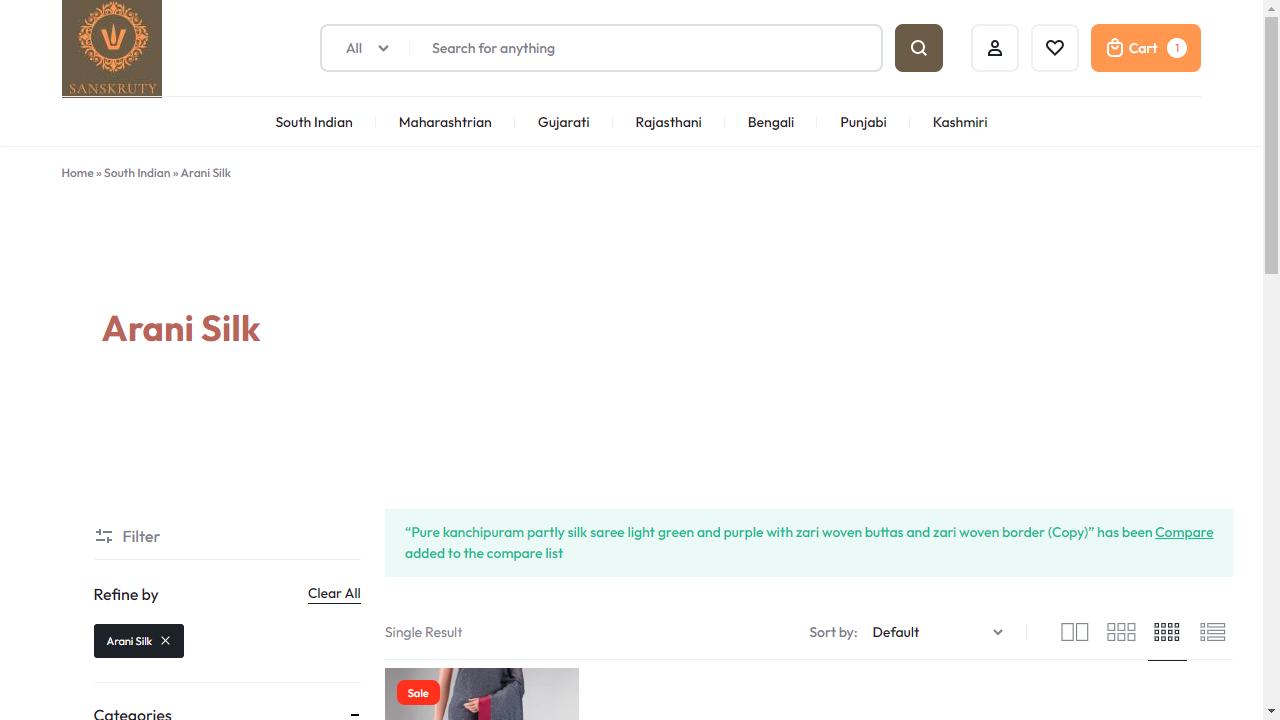 SANSKRUTY
All
Search for anything
Cart 1
South Indian
Maharashtrian
Gujarati
Rajasthani
Bengali
Punjabi
Kashmiri
Home » South Indian » Arani Silk
Arani Silk
Filter
Refine by
Clear All
Arani Silk
Categories
“Pure kanchipuram partly silk saree light green and purple with zari woven buttas and zari woven border (Copy)” has been Compare
added to the compare list
Single Result
Sort by: Default
Sale